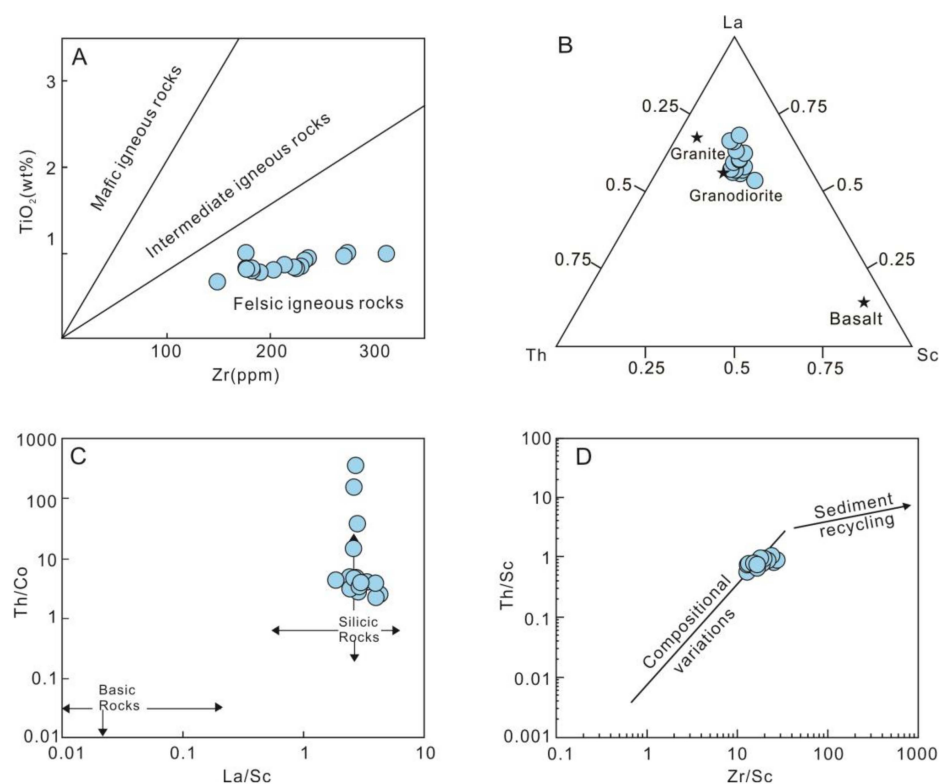 A
3
2
1
TiO₂(wt%)
Mafic igneous rocks
Intermediate igneous rocks
Felsic igneous rocks
100
200
300
Zr(ppm)
B
La
0.25
0.75
Granite
0.5
0.5
Granodiorite
0.75
0.25
Basalt
Th
Sc
0.25
0.5
0.75
C
1000
100
10
1
0.1
0.01
Th/Co
Silicic
Rocks
Basic
Rocks
0.01
0.1
1
10
La/Sc
D
100
10
1
0.1
0.01
0.001
Th/Sc
Sediment
recycling
Compositional
variations
0.1
1
10
100
1000
Zr/Sc